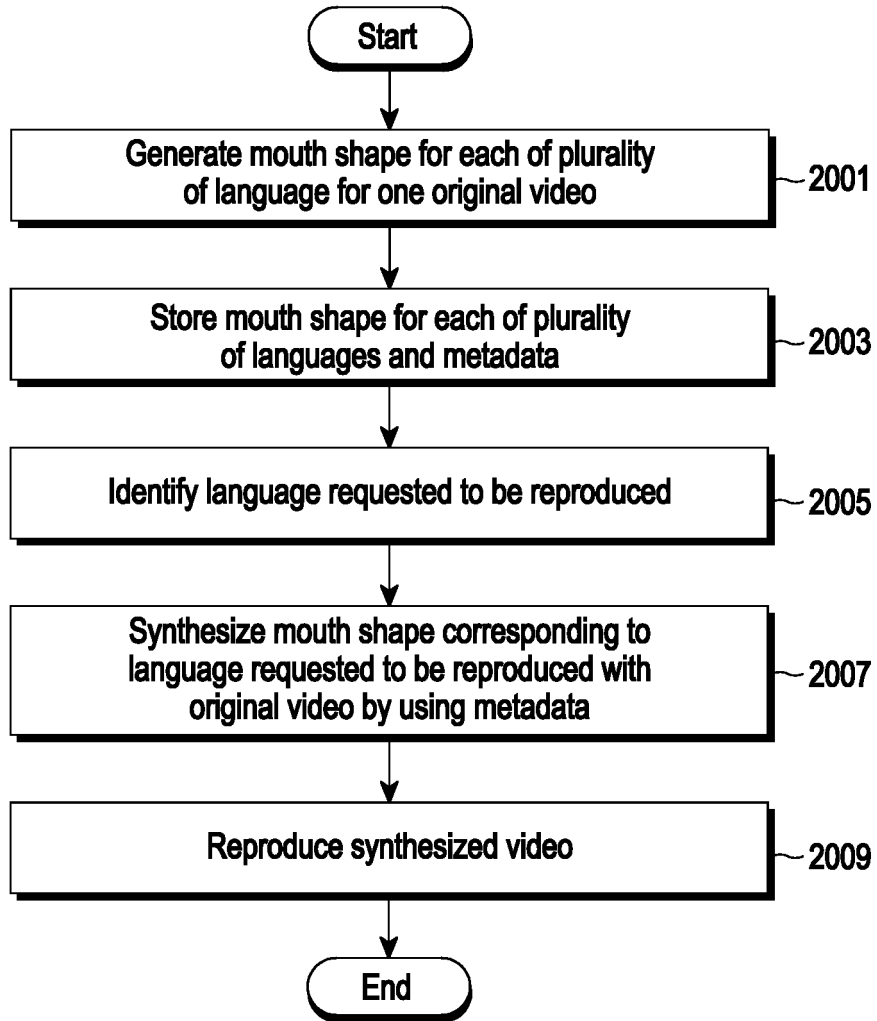 Start
Generate mouth shape for each of plurality
of language for one original video
2001
Store mouth shape for each of plurality
of languages and metadata
2003
Identify language requested to be reproduced
2005
Synthesize mouth shape corresponding to
language requested to be reproduced with
original video by using metadata
2007
Reproduce synthesized video
2009
End